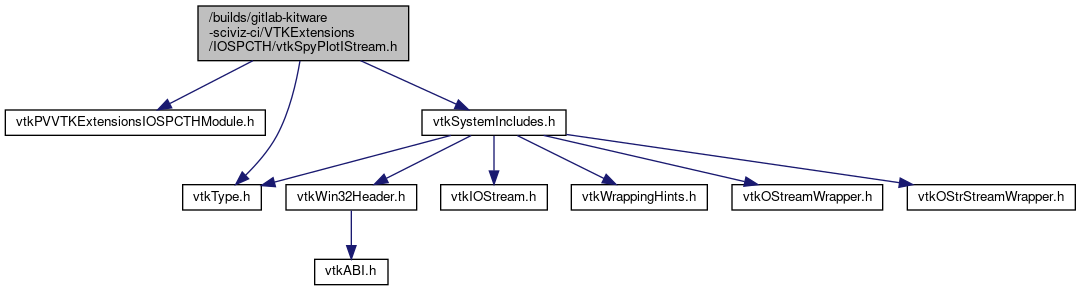 /builds/gitlab-kitware
-sciviz-ci/VTKExtensions
/IOSPCTH/vtkSpyPlotIStream.h
vtkPVVTKExtensionsIOSPCTHModule.h
vtkSystemIncludes.h
vtkType.h
vtkWin32Header.h
vtkIOStream.h
vtkWrappingHints.h
vtkOStreamWrapper.h
vtkOStrStreamWrapper.h
vtkABI.h